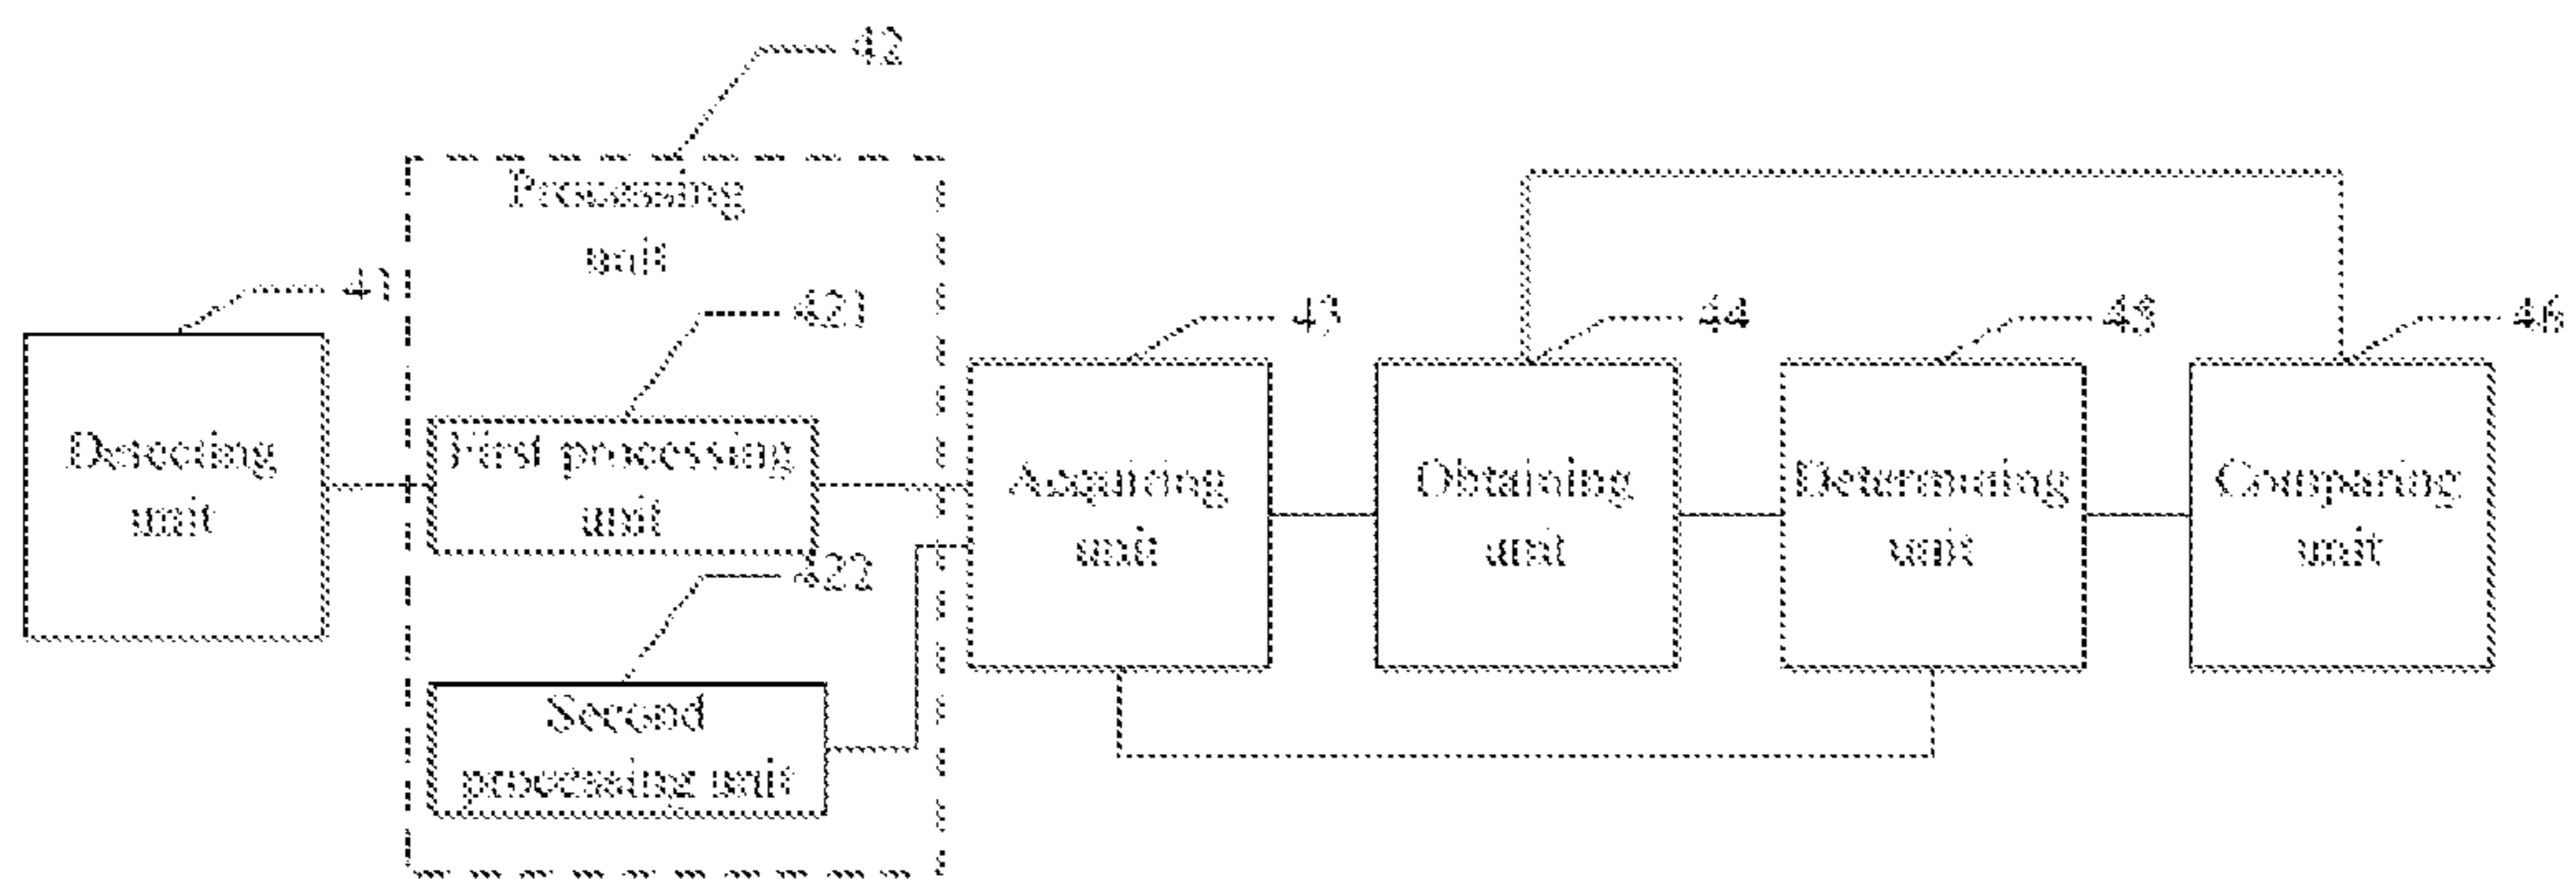 42
Processing
unit
41
421
43
44
45
46
Detecting
unit
First processing
unit
Acquiring
unit
Obtaining
unit
Determining
unit
Comparing
unit
422
Second
processing unit